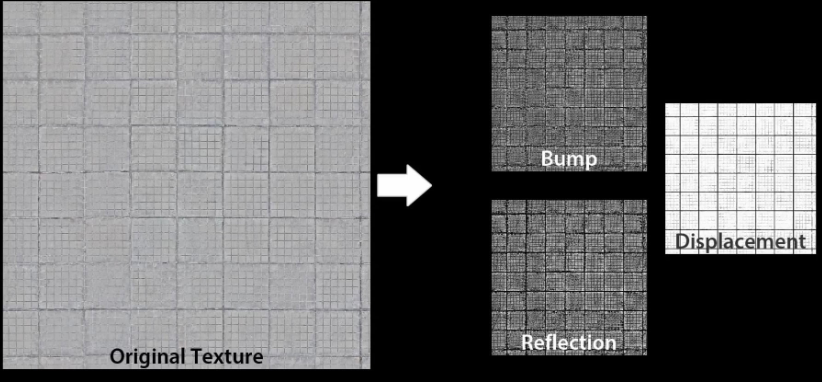 Original Texture
Bump
Reflection
Displacement